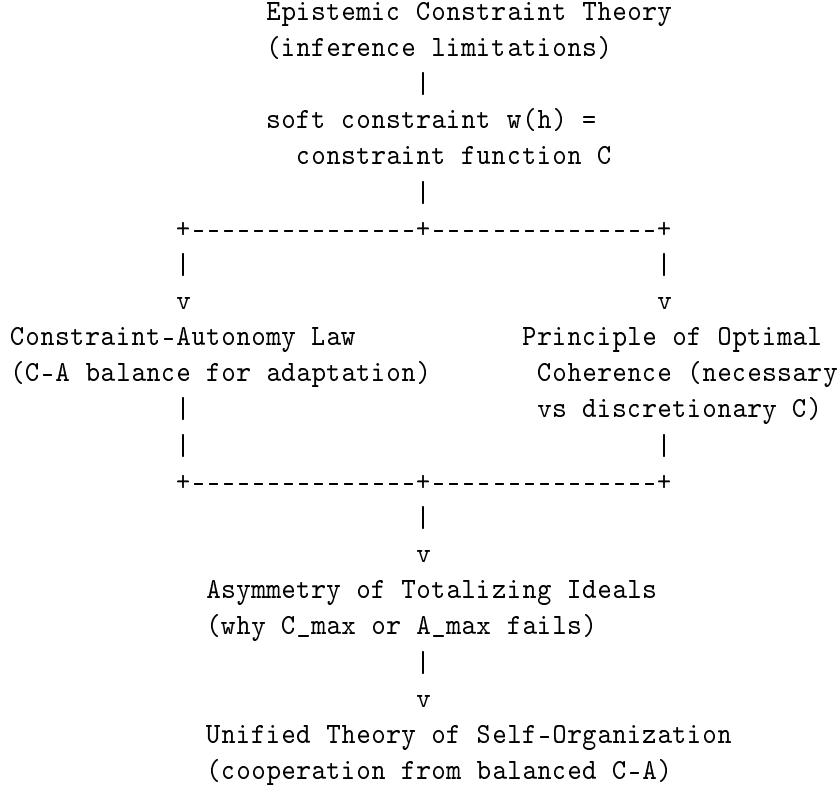 Epistemic Constraint Theory
(inference limitations)
|
soft constraint w(h) =
constraint function C
|
+---------------+---------------+
| |
v v
Constraint-Autonomy Law Principle of Optimal
(C-A balance for adaptation) Coherence (necessary
| vs discretionary C)
| |
+---------------+---------------+
|
v
Asymmetry of Totalizing Ideals
(why C_max or A_max fails)
|
v
Unified Theory of Self-Organization
(cooperation from balanced C-A)